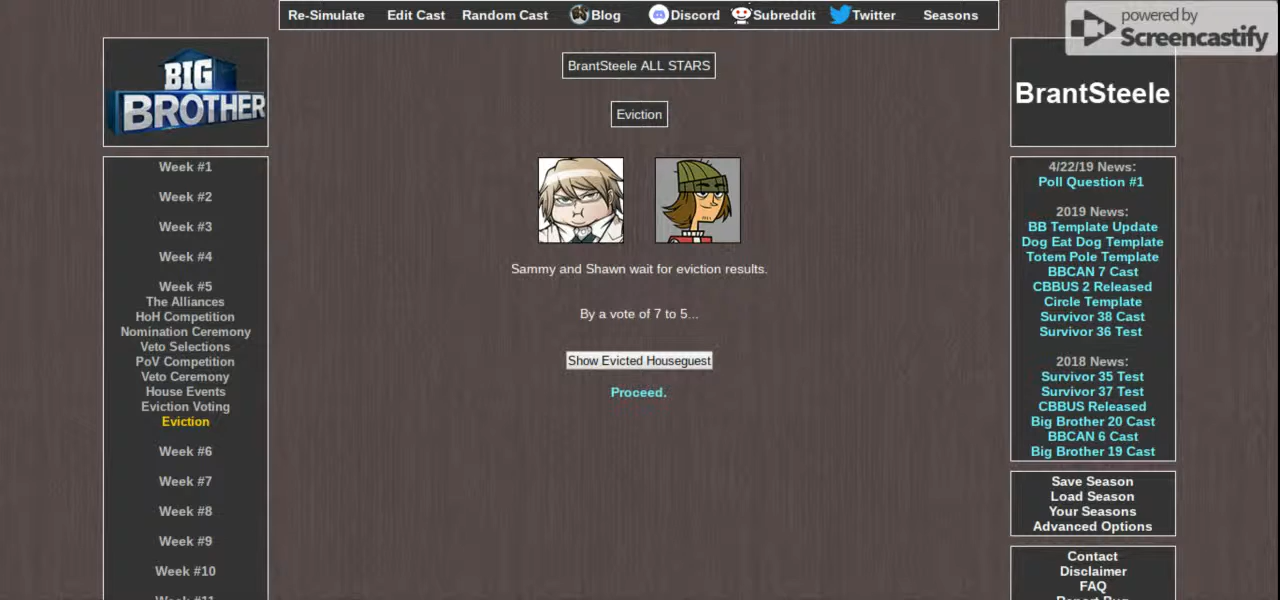 Re-Simulate Edit Cast Random Cast Blog Discord Subreddit Twitter Seasons
powered by
Screencastify
BIG
BROTHER
BrantSteele ALL STARS
Eviction
Sammy and Shawn wait for eviction results.
By a vote of 7 to 5...
Show Evicted Houseguest
Proceed.
Week #1
Week #2
Week #3
Week #4
Week #5
The Alliances
HoH Competition
Nomination Ceremony
Veto Selections
PoV Competition
Veto Ceremony
House Events
Eviction Voting
Eviction
Week #6
Week #7
Week #8
Week #9
Week #10
Week #11
BrantSteele
4/22/19 News:
Poll Question #1
2019 News:
BB Template Update
Dog Eat Dog Template
Totem Pole Template
BBCAN 7 Cast
CBBUS 2 Released
Circle Template
Survivor 38 Cast
Survivor 36 Test
2018 News:
Survivor 35 Test
Survivor 37 Test
CBBUS Released
Big Brother 20 Cast
BBCAN 6 Cast
Big Brother 19 Cast
Save Season
Load Season
Your Seasons
Advanced Options
Contact
Disclaimer
FAQ
Report Bug